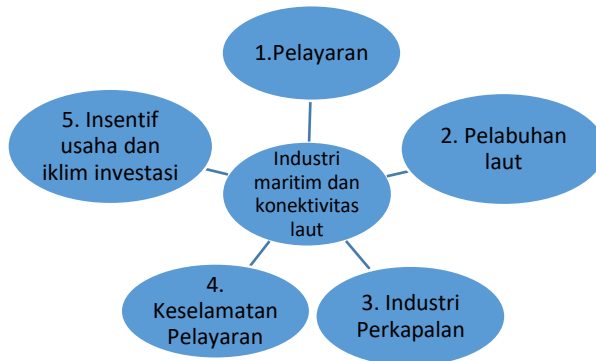 1.Pelayaran
2. Pelabuhan
laut
3. Industri
Perkapalan
4.
Keselamatan
Pelayaran
5. Insentif
usaha dan
iklim investasi
Industri
maritim dan
konektivitas
laut